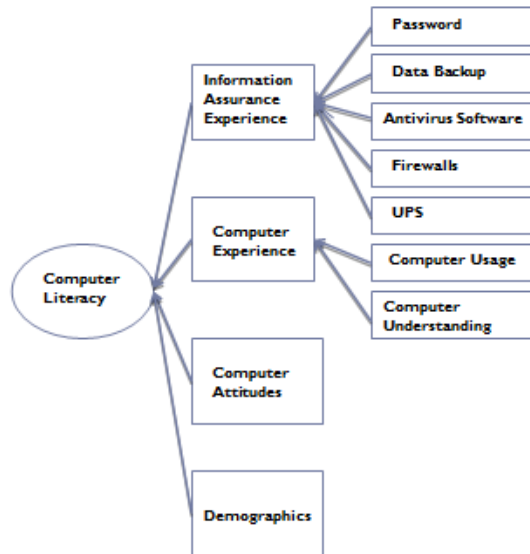 Password
Data Backup
Antivirus Software
Firewalls
UPS
Information
Assurance
Experience
Computer
Experience
Computer Usage
Computer
Understanding
Computer
Literacy
Computer
Attitudes
Demographics